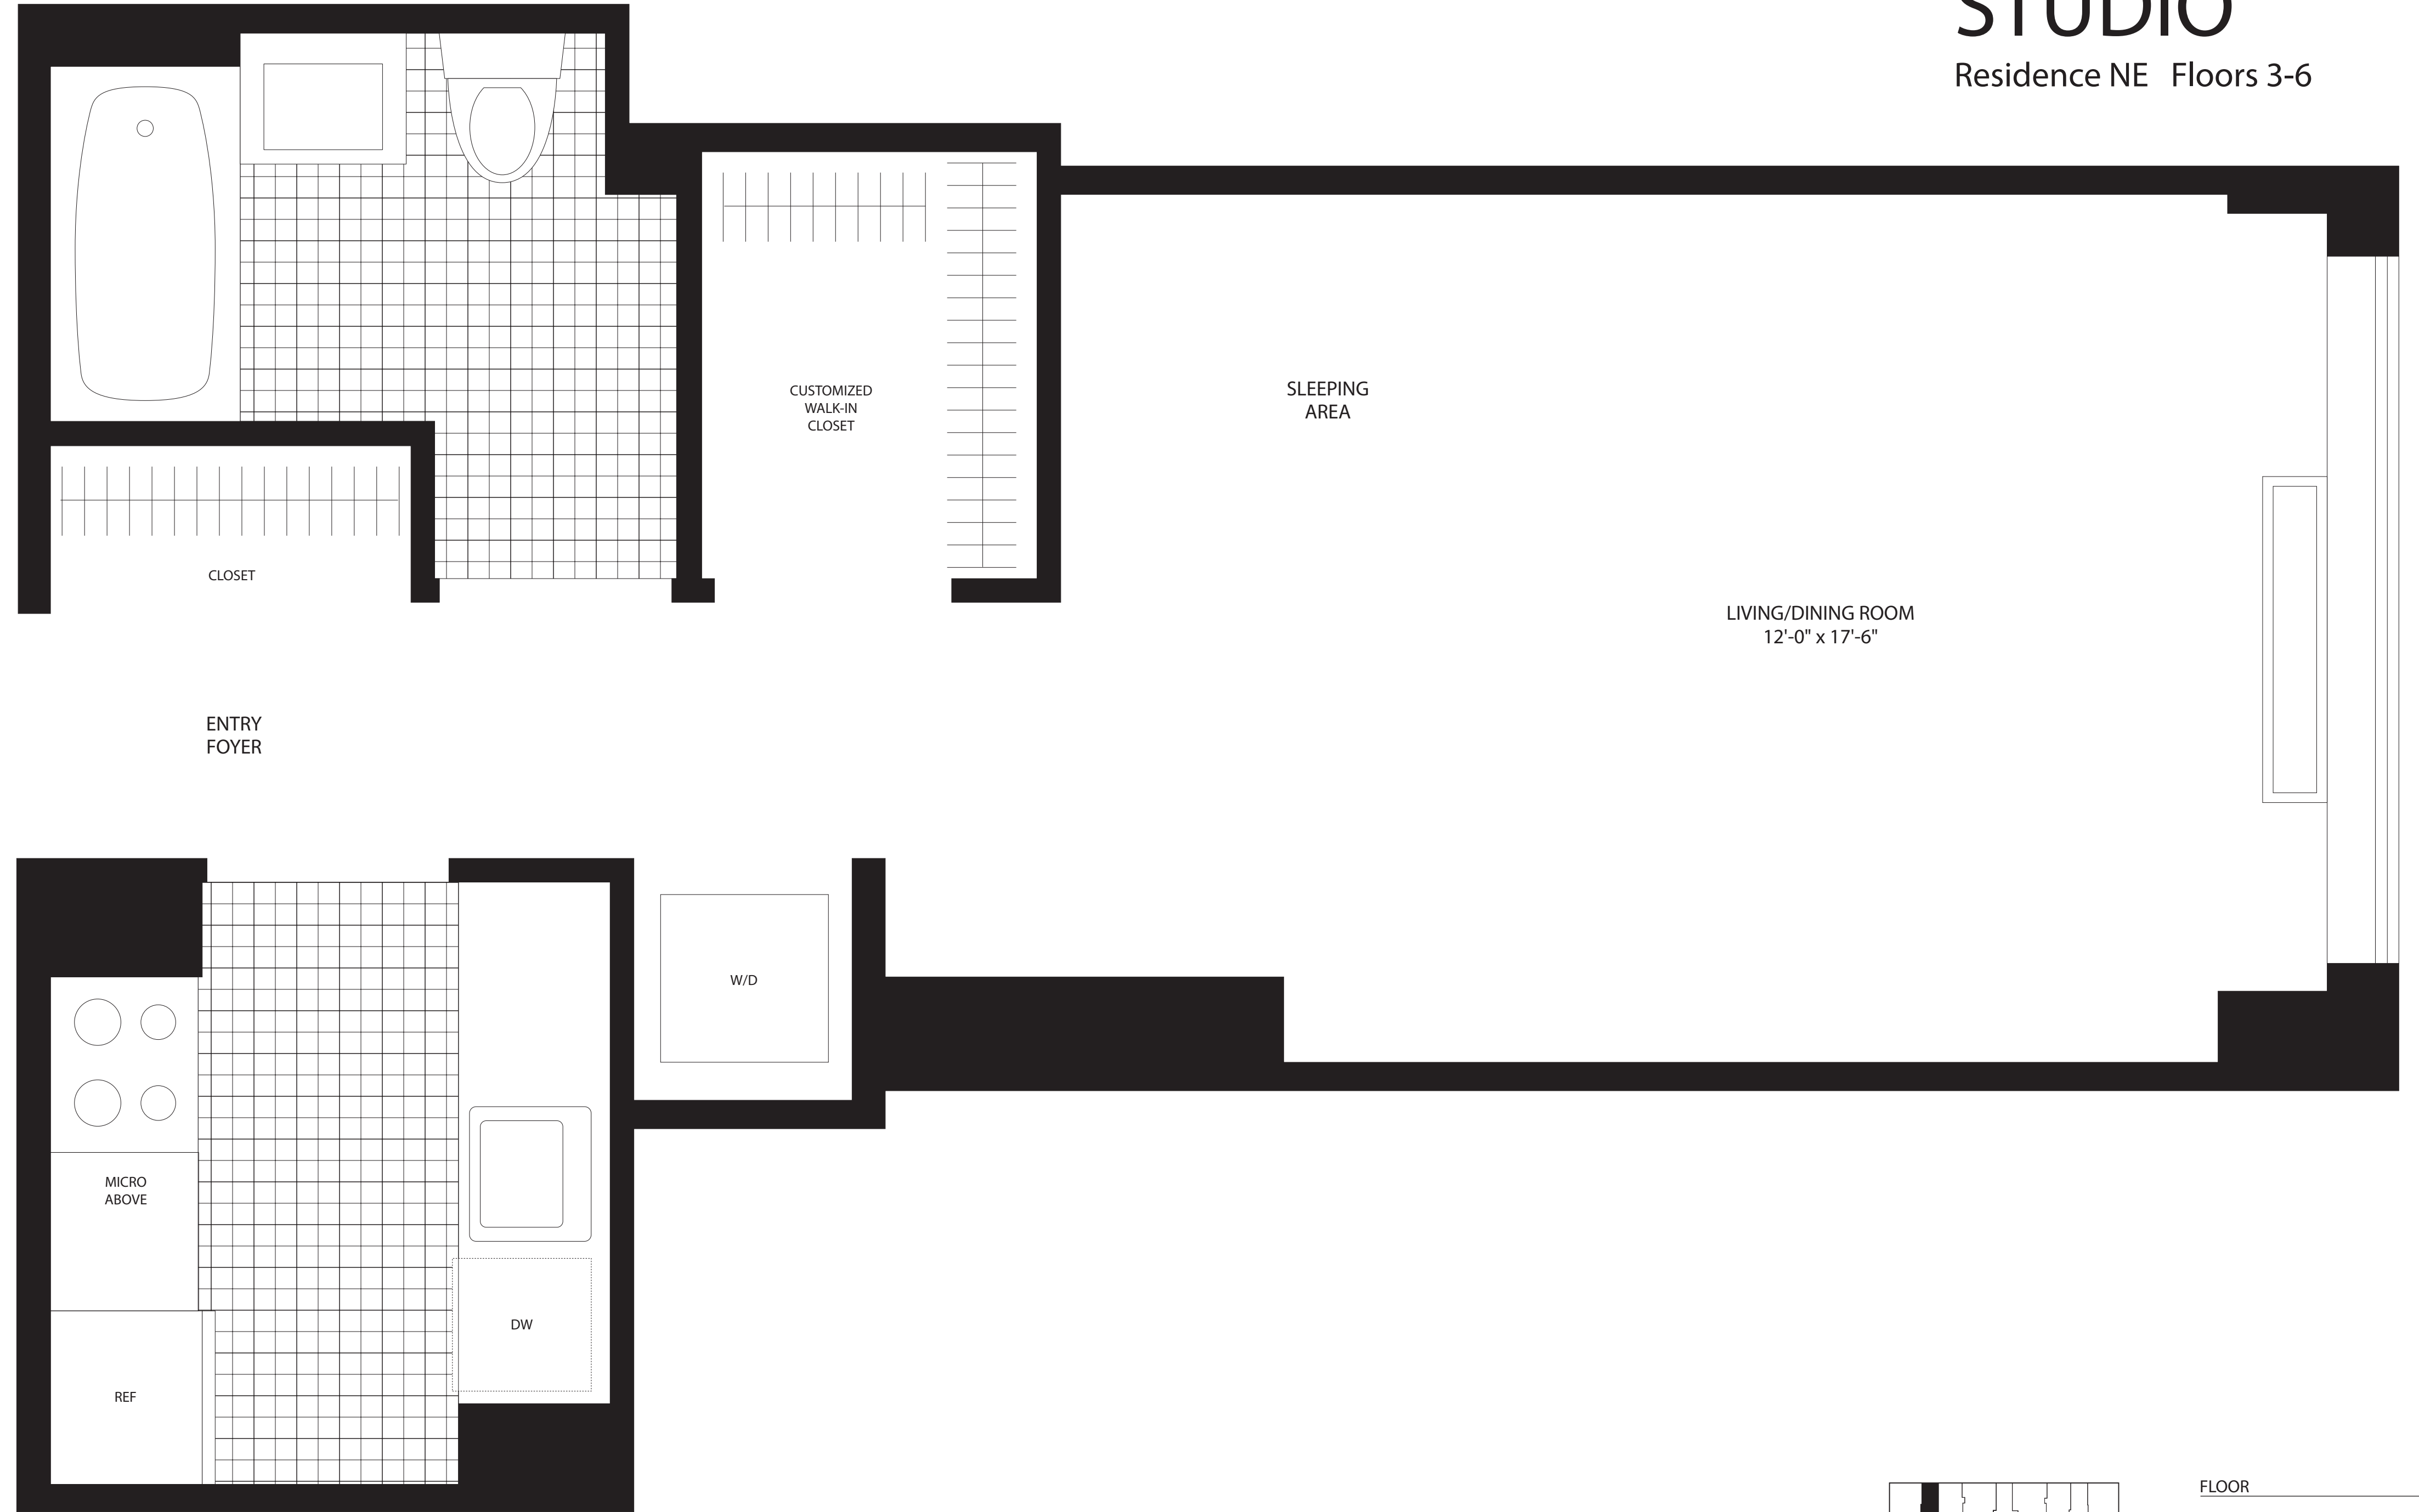 STUDIO
Residence NE Floors 3-6
CUSTOMIZED
WALK-IN
CLOSET
SLEEPING
AREA
CLOSET
LIVING/DINING ROOM
12'-0" x 17'-6"
ENTRY
FOYER
W/D
MICRO
ABOVE
DW
REF
FLOOR